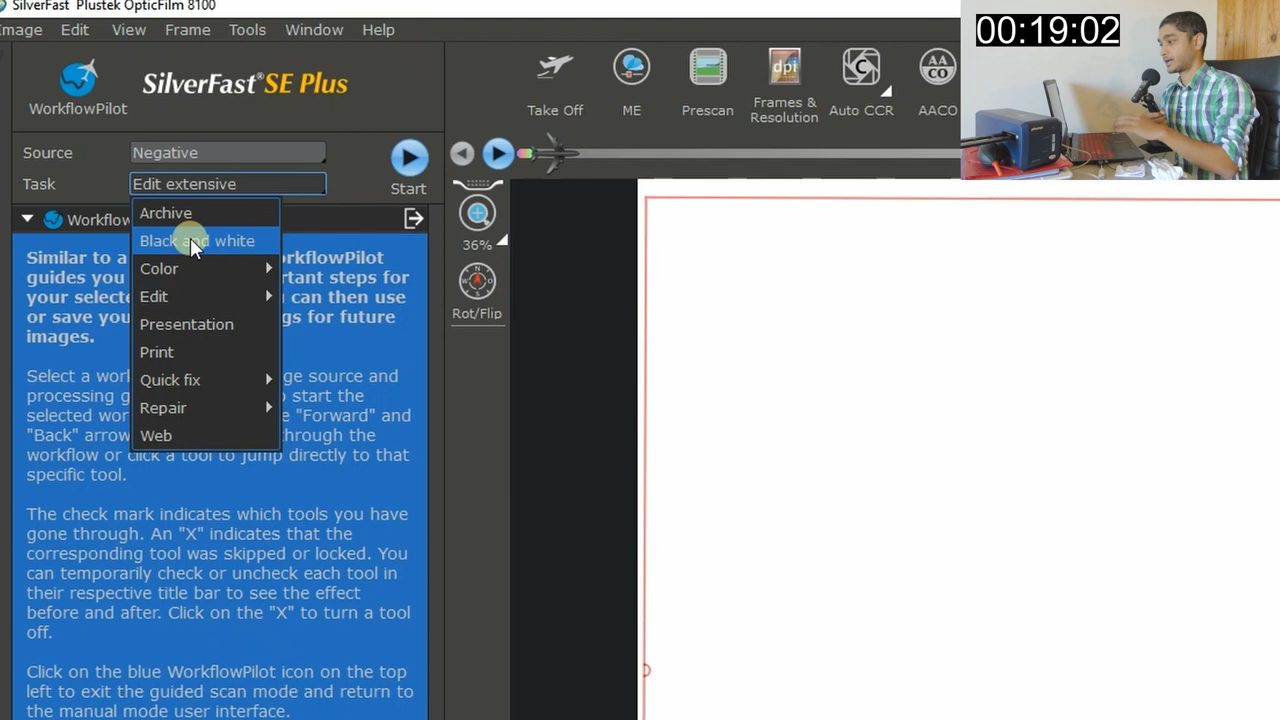 SilverFast Plustek OpticFilm 8100
Image Edit View Frame Tools Window Help
00:19:02
WorkflowPilot
SilverFast® SE Plus
Take Off
ME
Prescan
dpi
Frames & Resolution
C
Auto CCR
AA CO
AACO
Source
Negative
Task
Edit extensive
Start
Workflow
Archive
Black and white
Color
Edit
Presentation
Print
Quick fix
Repair
Web
36%
Rot/Flip
Similar to a
guides you
your select
or save you
images.
rtant steps for
can then use
gs for future
Select a
processing
selected
"Back" arrow
ge source and
to start the
e "Forward" and
through the
workflow or click a tool to jump directly to that
specific tool.
The check mark indicates which tools you have
gone through. An "X" indicates that the
corresponding tool was skipped or locked. You
can temporarily check or uncheck each tool in
their respective title bar to see the effect
before and after. Click on the "X" to turn a tool
off.
Click on the blue WorkflowPilot icon on the top
left to exit the guided scan mode and return to
the manual mode user interface.